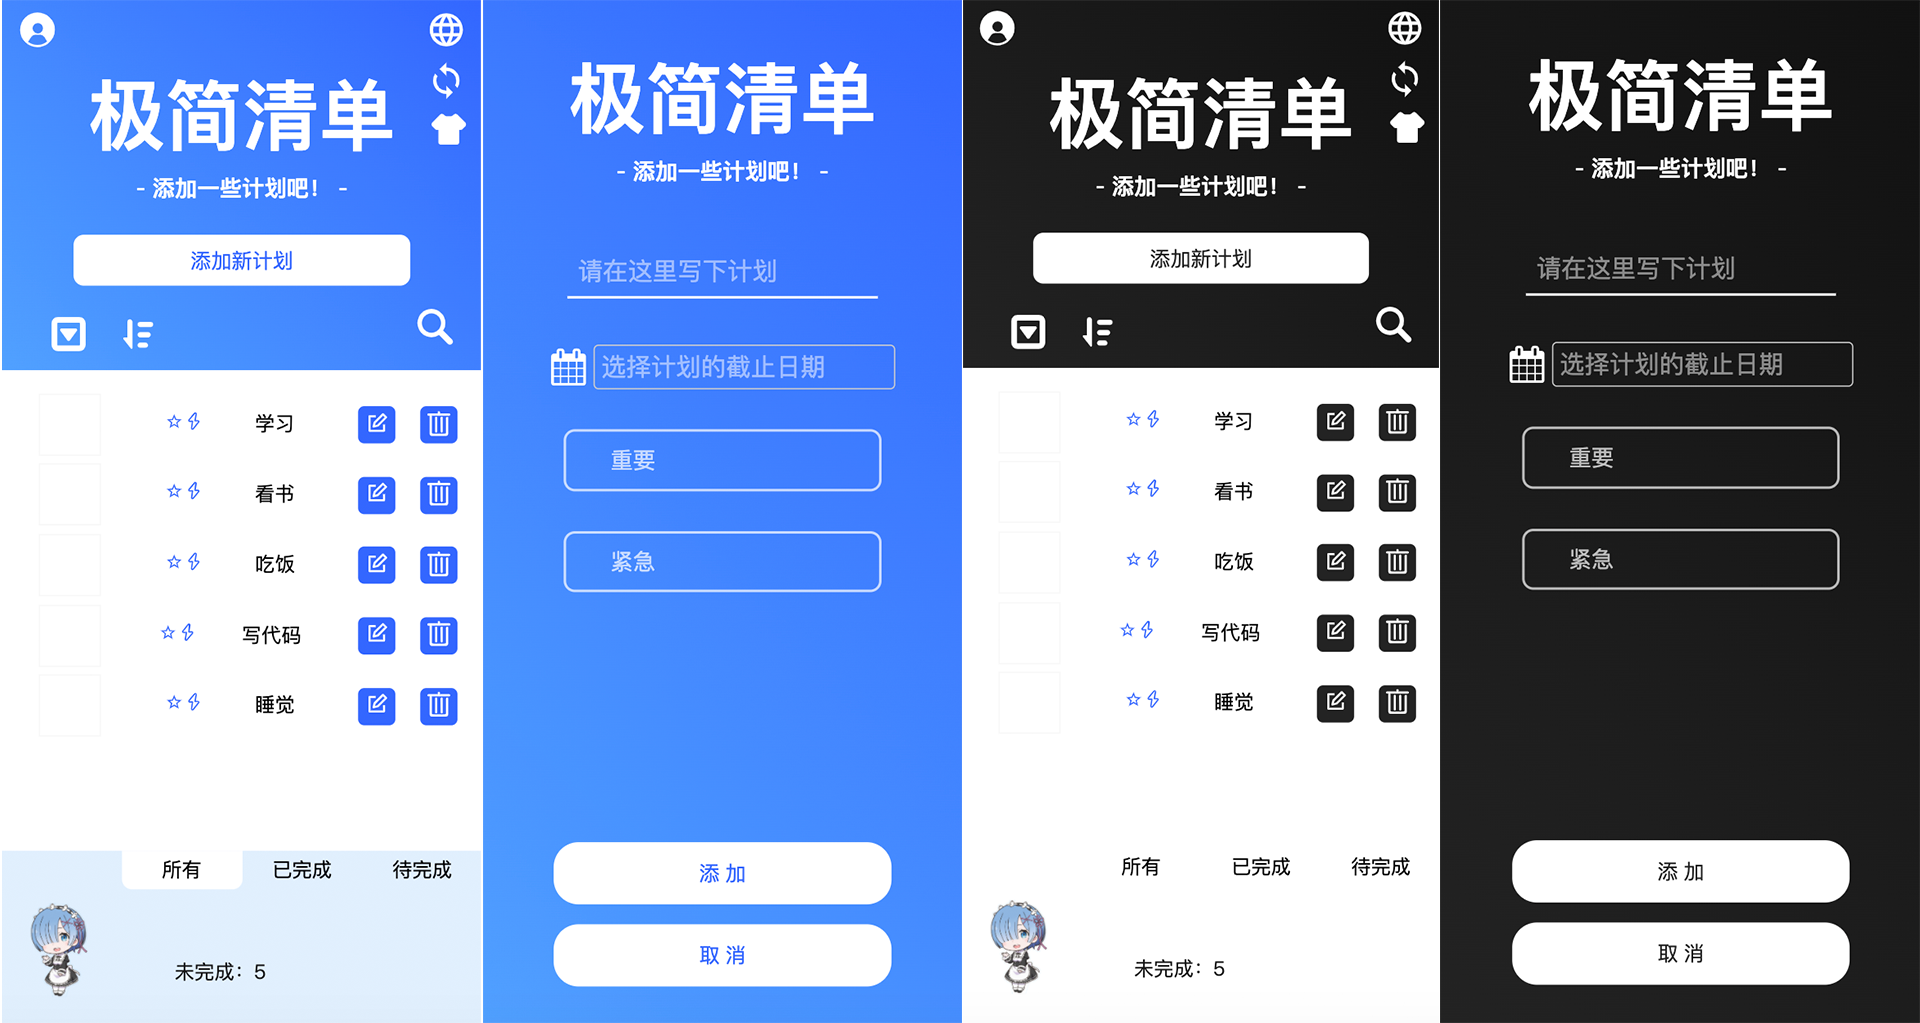 极简清单
- 添加一些计划吧！ -
添加新计划
学习
看书
吃饭
写代码
睡觉
所有 已完成 待完成
未完成：5
极简清单
- 添加一些计划吧！ -
请在这里写下计划
选择计划的截止日期
重要
紧急
添 加
取 消
极简清单
- 添加一些计划吧！ -
添加新计划
学习
看书
吃饭
写代码
睡觉
所有 已完成 待完成
未完成：5
极简清单
- 添加一些计划吧！ -
请在这里写下计划
选择计划的截止日期
重要
紧急
添 加
取 消